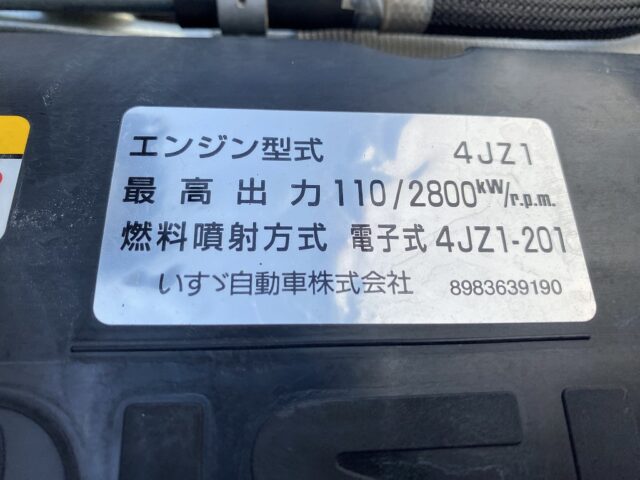 エンジン型式 4JZ1
最高出力 110/2800kW/r.p.m.
燃料噴射方式 電子式 4JZ1-201
いすゞ自動車株式会社 8983639190